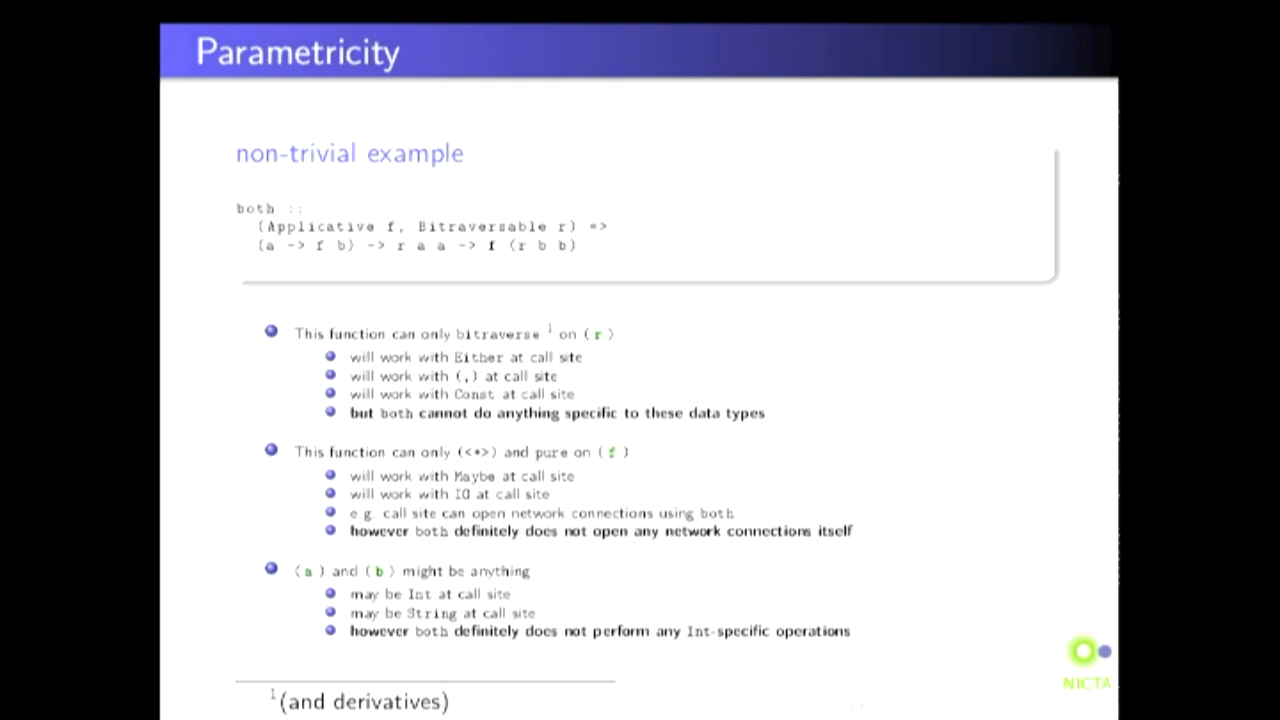 Parametricity
non-trivial example
both ::
(Applicative f, Bitraversable r) =>
(a -> f b) -> r a a -> f (r b b)
This function can only bitraverse 1 on ( r )
will work with Either at call site
will work with (,) at call site
will work with Const at call site
but both cannot do anything specific to these data types
This function can only (<*>) and pure on ( f )
will work with Maybe at call site
will work with IO at call site
e.g. call site can open network connections using both
however both definitely does not open any network connections itself
( a ) and ( b ) might be anything
may be Int at call site
may be String at call site
however both definitely does not perform any Int-specific operations
1(and derivatives)
NICTA